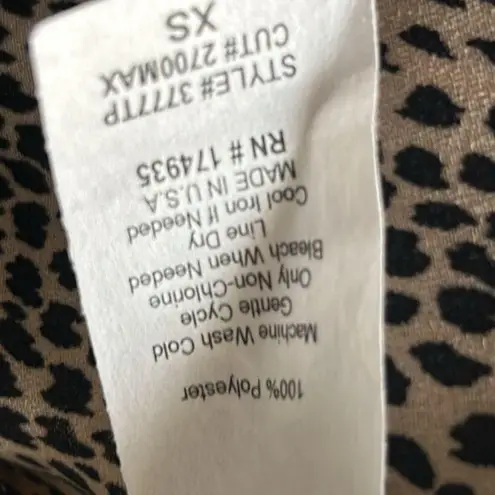 100% Polyester
Machine Wash Cold
Gentle Cycle
Only Non-Chlorine
Bleach When Needed
Line Dry
Cool Iron If Needed
MADE IN U.S.A
RN # 174935
STYLE# 3777TP
CUT# 2700MAX
XS